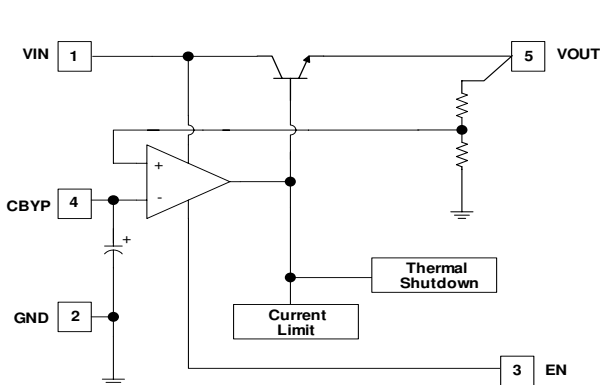 VIN 1
5 VOUT
+
-
CBYP 4
+
Thermal
Shutdown
GND 2
Current
Limit
3 EN